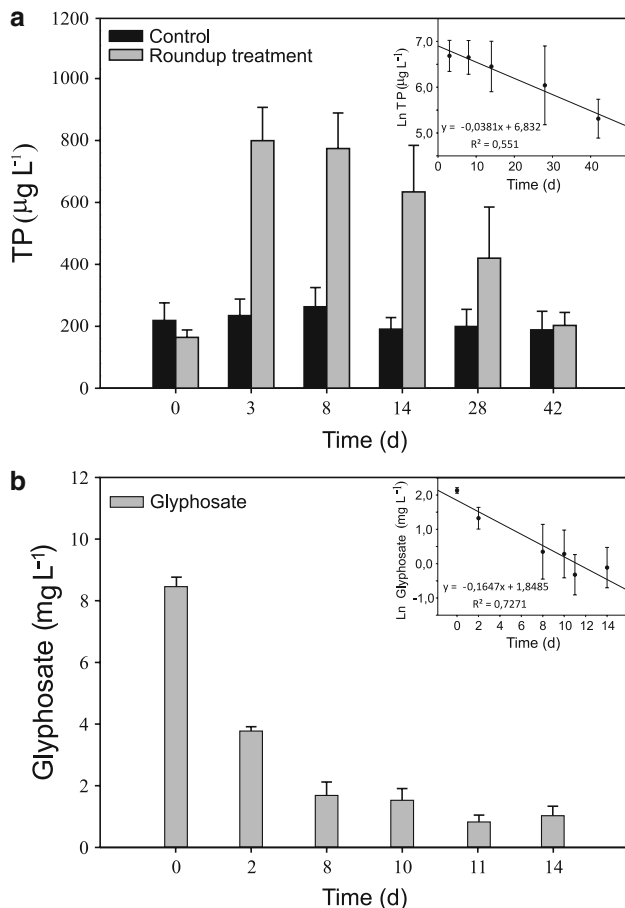 a
1200
1000
800
600
400
200
0
TP (µg L-1)
Control
Roundup treatment
0 3 8 14 28 42
Time (d)
7,0
6,0
5,0
Ln TP (µg L-1)
y = -0,0381x + 6,832
R² = 0,551
0 10 20 30 40
Time (d)
b
12
10
8
6
4
2
0
Glyphosate (mg L-1)
Glyphosate
0 2 8 10 11 14
Time (d)
2,0
0,0
-1,0
Ln Glyphosate (mg L-1)
y = -0,1647x + 1,8485
R² = 0,7271
0 2 4 6 8 10 12 14
Time (d)